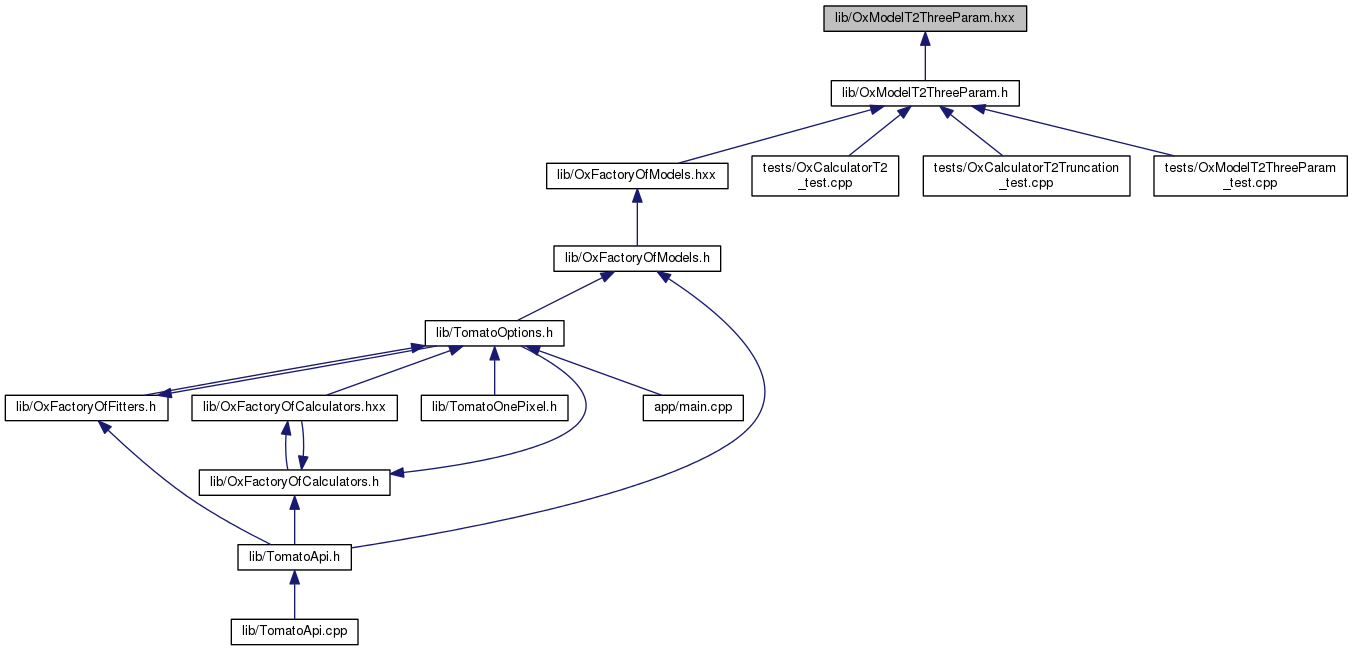 lib/OxModelT2ThreeParam.hxx
lib/OxModelT2ThreeParam.h
lib/OxFactoryOfModels.hxx
tests/OxCalculatorT2
_test.cpp
tests/OxCalculatorT2Truncation
_test.cpp
tests/OxModelT2ThreeParam
_test.cpp
lib/OxFactoryOfModels.h
lib/TomatoOptions.h
lib/OxFactoryOfFitters.h
lib/OxFactoryOfCalculators.hxx
lib/TomatoOnePixel.h
app/main.cpp
lib/OxFactoryOfCalculators.h
lib/TomatoApi.h
lib/TomatoApi.cpp